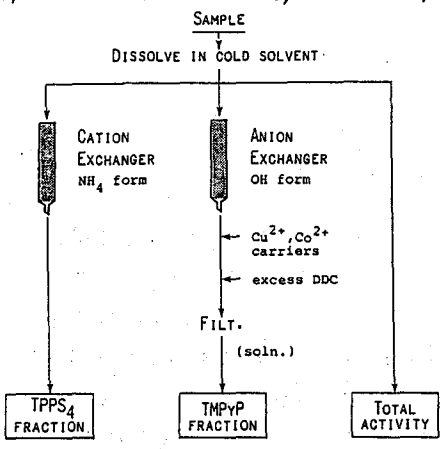 SAMPLE
DISSOLVE IN COLD SOLVENT
CATION
EXCHANGER
NH4 form
ANION
EXCHANGER
OH form
Cu2+,Co2+
carriers
excess DDC
FILT.
(soln.)
TPPS4
FRACTION
TMPYP
FRACTION
TOTAL
ACTIVITY